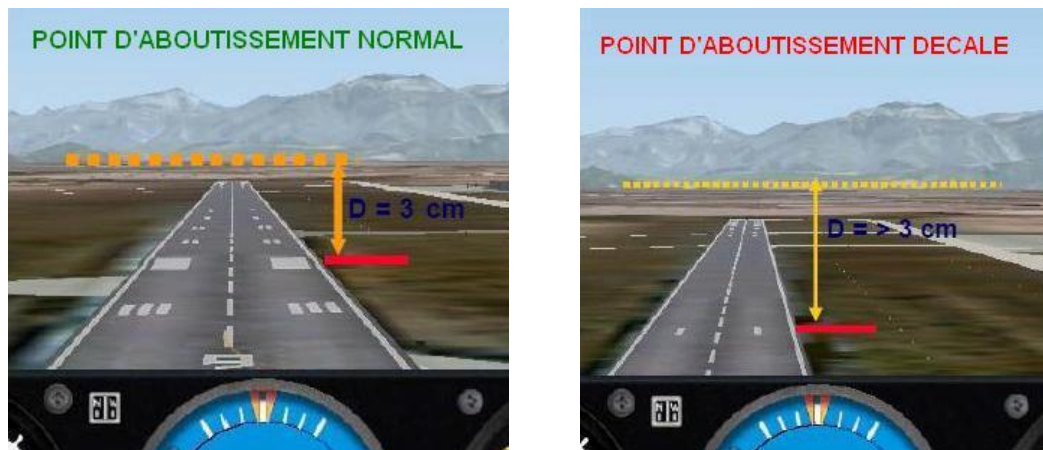 POINT D'ABOUTISSEMENT NORMAL
D = 3 cm
POINT D'ABOUTISSEMENT DECALE
D = > 3 cm